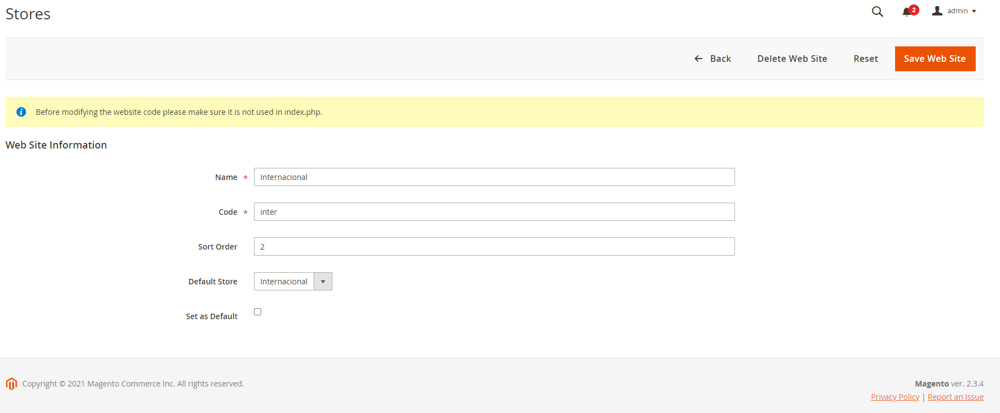 Stores
2
admin
Back
Delete Web Site
Reset
Save Web Site
Before modifying the website code please make sure it is not used in index.php.
Web Site Information
Name * Internacional
Code * inter
Sort Order 2
Default Store Internacional
Set as Default
Copyright © 2021 Magento Commerce Inc. All rights reserved.
Magento ver. 2.3.4
Privacy Policy | Report an Issue